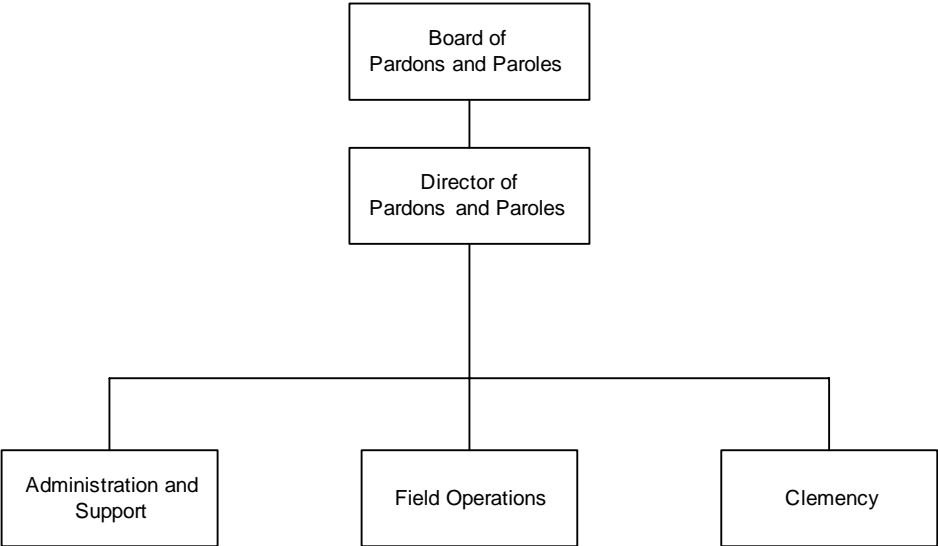 Board of
Pardons and Paroles
Director of
Pardons and Paroles
Administration and
Support
Field Operations
Clemency